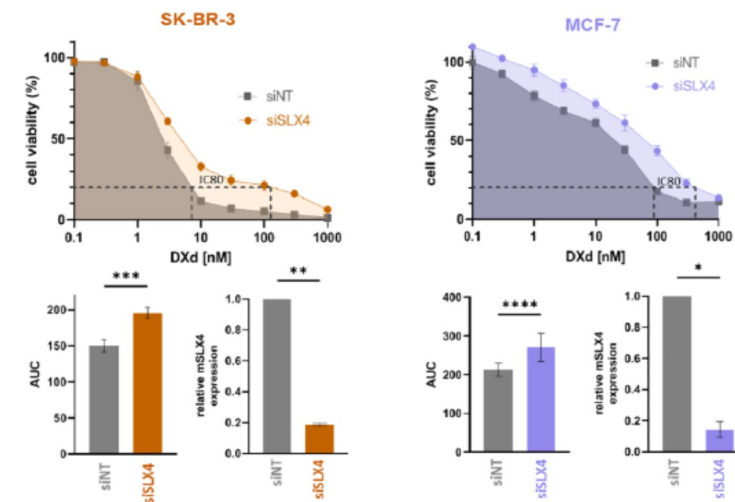 SK-BR-3
cell viability (%)
100
50
0
siNT
siSLX4
IC80
0.1 1 10 100 1000
DXd [nM]
MCF-7
cell viability (%)
100
50
0
siNT
siSLX4
IC80
0.1 1 10 100 1000
DXd [nM]
AUC
200
150
100
50
0
***
siNT
siSLX4
relative mSLX4
expression
1.0
0.8
0.6
0.4
0.2
0.0
**
siNT
siSLX4
AUC
400
300
200
100
0
****
siNT
siSLX4
relative mSLX4
expression
1.0
0.8
0.6
0.4
0.2
0.0
*
siNT
siSLX4